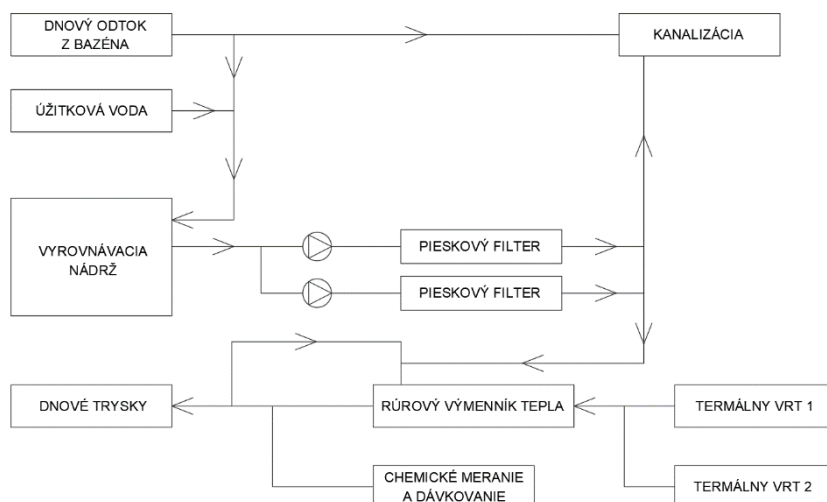 DNOVÝ ODTOK
Z BAZÉNA
KANALIZÁCIA
ÚŽITKOVÁ VODA
VYROVNÁVACIA
NÁDRŽ
PIESKOVÝ FILTER
PIESKOVÝ FILTER
DNOVÉ TRYSKY
RÚROVÝ VÝMENNÍK TEPLA
TERMÁLNY VRT 1
CHEMICKÉ MERANIE
A DÁVKOVANIE
TERMÁLNY VRT 2